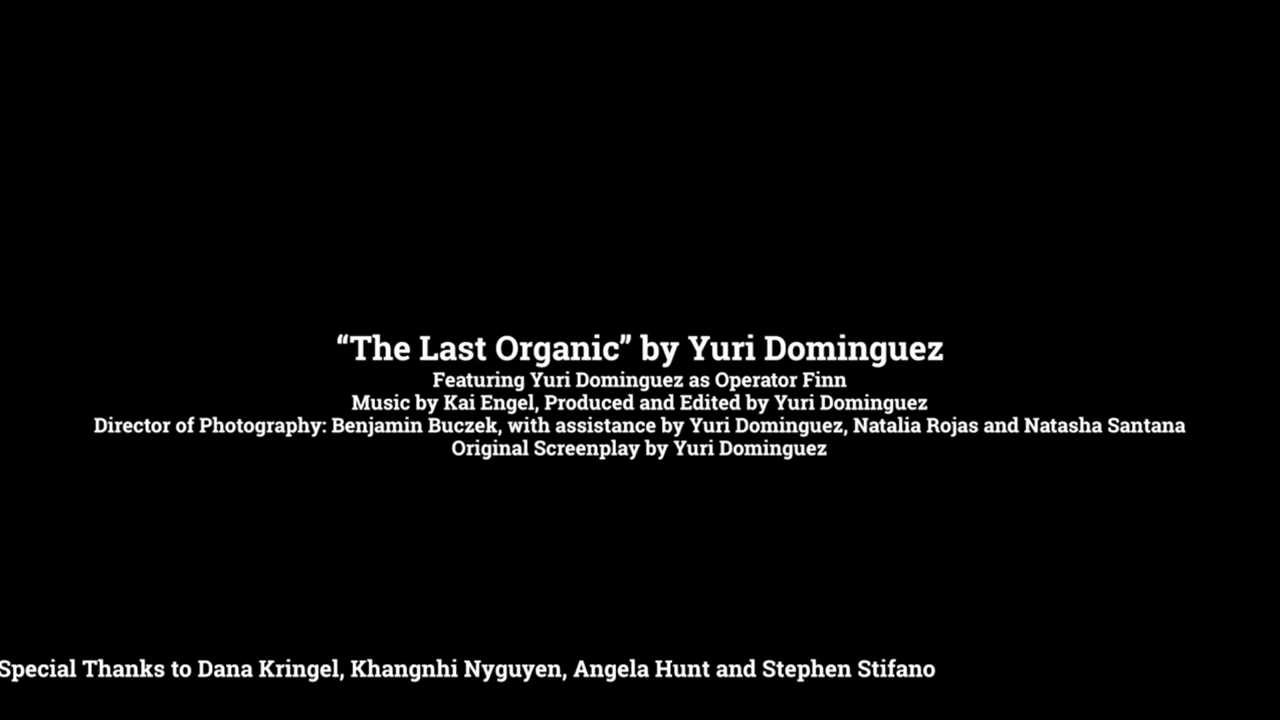 “The Last Organic” by Yuri Dominguez
Featuring Yuri Dominguez as Operator Finn
Music by Kai Engel, Produced and Edited by Yuri Dominguez
Director of Photography: Benjamin Buczek, with assistance by Yuri Dominguez, Natalia Rojas and Natasha Santana
Original Screenplay by Yuri Dominguez
Special Thanks to Dana Kringel, Khangnhi Nyguyen, Angela Hunt and Stephen Stifano